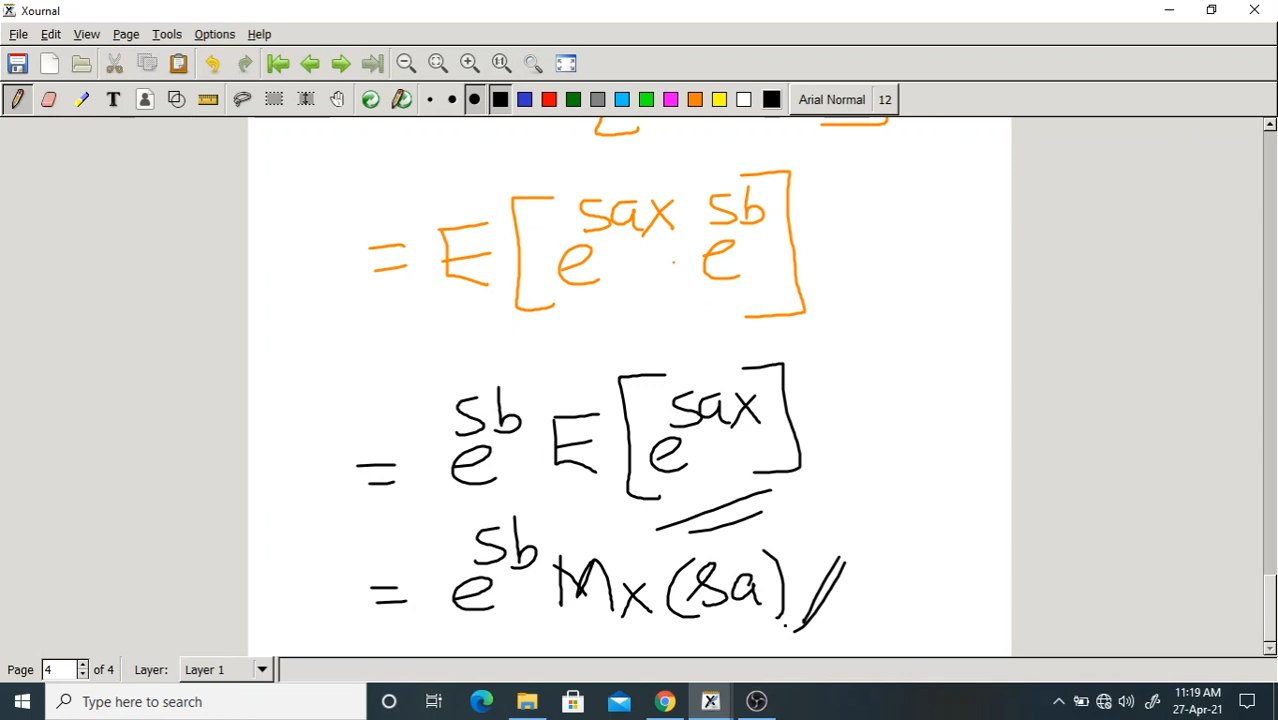 Xournal
File Edit View Page Tools Options Help
T Arial Normal 12
= E [ e^{sax} . e^{sb} ]
= e^{sb} E [ e^{sax} ]
= e^{sb} Mx (sa) //
Page 4 of 4 Layer: Layer 1
Type here to search
11:19 AM
27-Apr-21